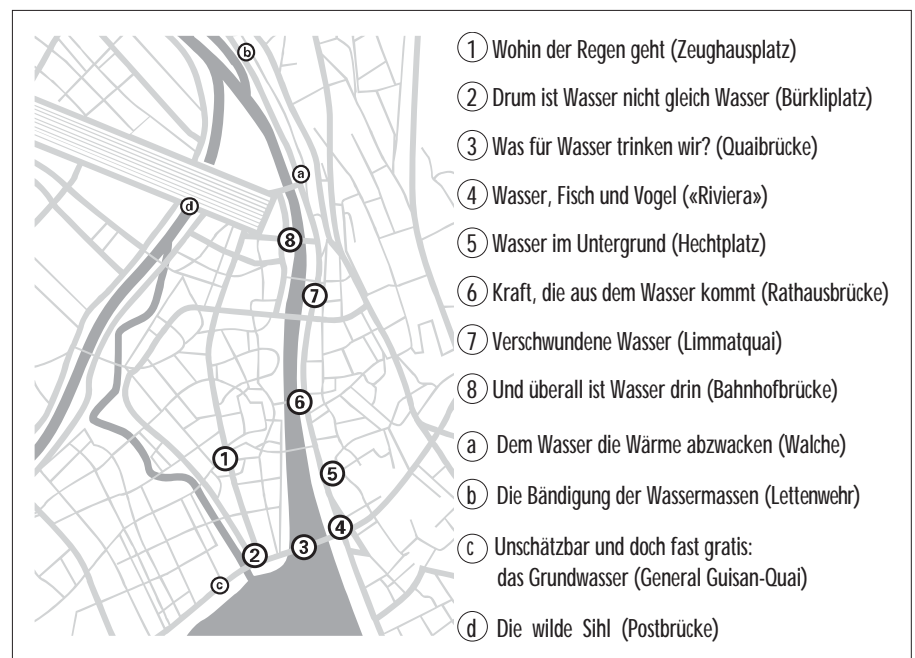 b
a
d
8
7
6
1
5
4
3
2
c
1 Wohin der Regen geht (Zeughausplatz)
2 Drum ist Wasser nicht gleich Wasser (Bürkliplatz)
3 Was für Wasser trinken wir? (Quaibrücke)
4 Wasser, Fisch und Vogel («Riviera»)
5 Wasser im Untergrund (Hechtplatz)
6 Kraft, die aus dem Wasser kommt (Rathausbrücke)
7 Verschwundene Wasser (Limmatquai)
8 Und überall ist Wasser drin (Bahnhofbrücke)
a Dem Wasser die Wärme abzwacken (Walche)
b Die Bändigung der Wassermassen (Lettenwehr)
c Unschätzbar und doch fast gratis:
das Grundwasser (General Guisan-Quai)
d Die wilde Sihl (Postbrücke)